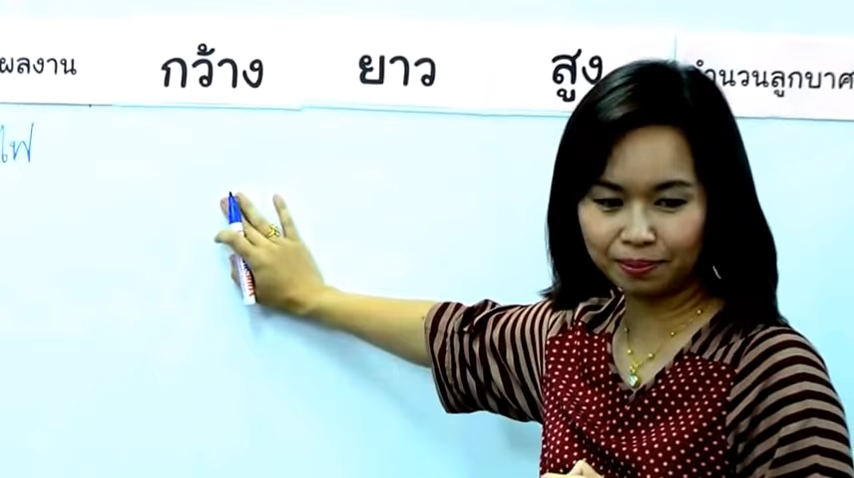 ผลงาน กว้าง ยาว สูง จำนวนลูกบาศ
ไฟ